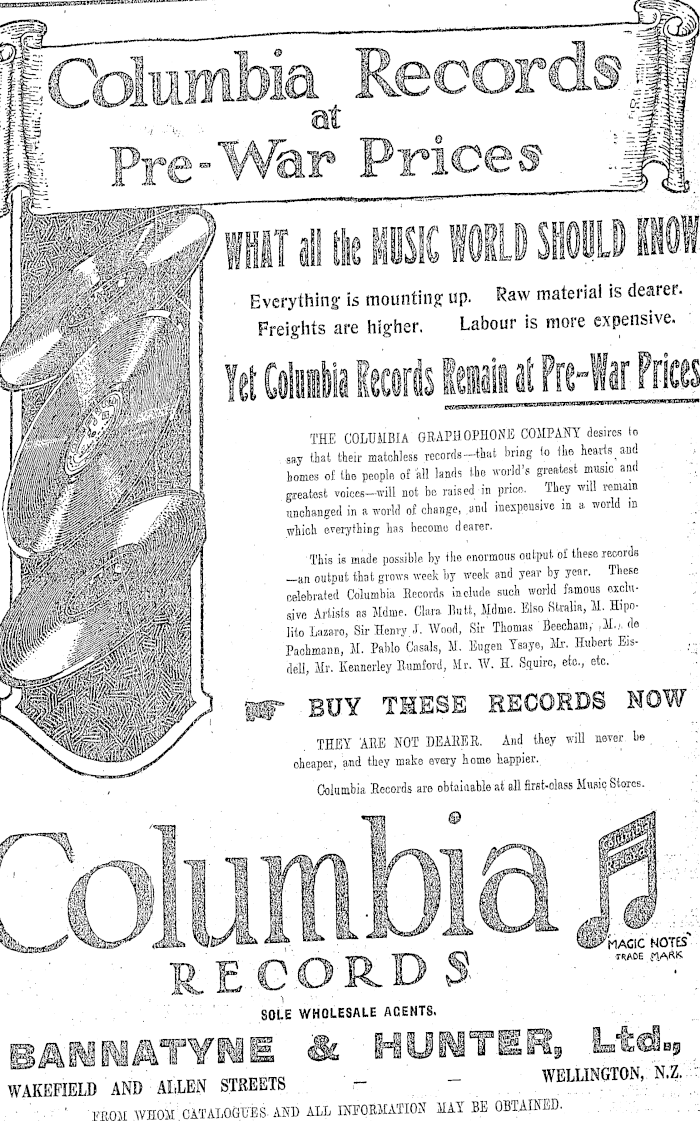 Columbia Records
at
Pre-War Prices
WHAT all the MUSIC WORLD SHOULD KNOW
Everything is mounting up. Raw material is dearer.
Freights are higher. Labour is more expensive.
Yet Columbia Records Remain at Pre-War Prices
THE COLUMBIA GRAPHOPHONE COMPANY desires to
say that their matchless records—that bring to the hearts and
homes of the people of all lands the world's greatest music and
greatest voices—will not be raised in price. They will remain
unchanged in a world of change, and inexpensive in a world in
which everything has become dearer.
This is made possible by the enormous output of these records
—an output that grows week by week and year by year. These
celebrated Columbia Records include such world famous exclu-
sive Artists as Mdme. Clara Butt, Mdme. Elso Stralia, M. Hipo-
lito Lazaro, Sir Henry J. Wood, Sir Thomas Beecham, M. de
Pachmann, M. Pablo Casals, M. Eugen Ysaye, Mr. Hubert Eis-
dell, Mr. Kennerley Rumford, Mr. W. H. Squire, etc., etc.
BUY THESE RECORDS NOW
THEY ARE NOT DEARER. And they will never be
cheaper, and they make every home happier.
Columbia Records are obtainable at all first-class Music Stores.
Columbia
COLUMBIA
RECORDS
MAGIC NOTES
TRADE MARK
RECORDS
SOLE WHOLESALE AGENTS.
BANNATYNE & HUNTER, Ltd.,
WAKEFIELD AND ALLEN STREETS — — WELLINGTON, N.Z.
FROM WHOM CATALOGUES AND ALL INFORMATION MAY BE OBTAINED.